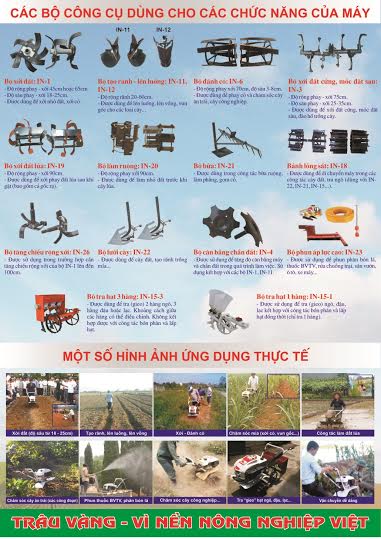 CÁC BỘ CÔNG CỤ DÙNG CHO CÁC CHỨC NĂNG CỦA MÁY
IN-11
IN-12
Bộ xới đất: IN-1
- Độ rộng phay - xới 45cm hoặc 65cm
- Độ sâu phay - xới 18-25cm.
- Được dùng để xới nhỏ đất, xới cỏ
Bộ tạo rãnh - lên luống: IN-11,
IN-12
- Độ rộng rãnh 20-60cm.
- Được dùng để lên luống, lên vồng, vun
gốc cho các loại cây...
Bộ đánh cỏ: IN-6
- Độ rộng phay cỏ 70cm, độ sâu 3-8cm.
- Được dùng để phay cỏ và chăm sóc cây
ăn trái, cây công nghiệp.
Bộ xới đất cứng, móc đất sâu:
IN-3
- Độ rộng phay - xới 75cm.
- Độ sâu phay - xới 25-35cm.
- Được dùng để xới đất cứng, móc đất
sâu, đào hố trồng cây.
Bộ xới đất lúa: IN-19
- Độ rộng phay - xới 90cm.
- Được dùng để xới phay đất lúa sau khi
gặt (bao gồm cả gốc rạ).
Bộ làm ruộng: IN-20
- Độ rộng phay xới 90cm.
- Được dùng để làm nhỏ đất trước khi
cấy lúa.
Bộ bừa: IN-21
- Được dùng trong công tác bừa ruộng,
làm phẳng, gom cỏ.
Bánh lồng sắt: IN-18
- Được dùng để di chuyển máy trong các
công tác cày đất, tra ngô (dùng với IN-
22, IN-21, IN-15...).
Bộ tăng chiều rộng xới: IN-26
- Được sử dụng trong trường hợp cần
tăng chiều rộng xới của bộ IN-1 lên đến
100cm.
Bộ lưỡi cày: IN-22
- Được dùng để cày đất, tạo rãnh trồng
mía...
Bộ cân bằng chắn đất: IN-4
- Được sử dụng để tăng độ cân bằng máy
và chắn đất trong quá trình làm việc. Sử
dụng kết hợp với các bộ IN-1, IN-11
Bộ phun áp lực cao: IN-23
- Được sử dụng để phun phân bón lá,
thuốc BVTV, rửa chuồng trại, sân vườn,
ô tô, xe máy...
Bộ tra hạt 3 hàng: IN-15-3
- Dùng để tra (gieo) 2 hàng ngô, 3
hàng đậu hoặc lạc. Khoảng cách giữa
các hàng có thể điều chỉnh. Không kết
hợp được với công tác bón phân và lấp
hạt.
Bộ tra hạt 1 hàng: IN-15-1
- Được dùng để tra (gieo) ngô, đậu,
lạc kết hợp với công tác bón phân và lấp
hạt đồng thời (chỉ tra 1 hàng).
MỘT SỐ HÌNH ẢNH ỨNG DỤNG THỰC TẾ
Xới đất (độ sâu từ 18 - 25cm)
Tạo rãnh, lên luống, lên vồng
Xới - Đánh cỏ
Chăm sóc mía (xới cỏ, vun gốc...)
Công tác làm đất lúa
Chăm sóc cây ăn trái (các công đoạn)
Phun thuốc BVTV, phân bón lá
Chăm sóc cây công nghiệp...
Tra "gieo" hạt ngô, đậu, lạc...
Vận chuyển dễ dàng
TRÂU VÀNG - VÌ NỀN NÔNG NGHIỆP VIỆT